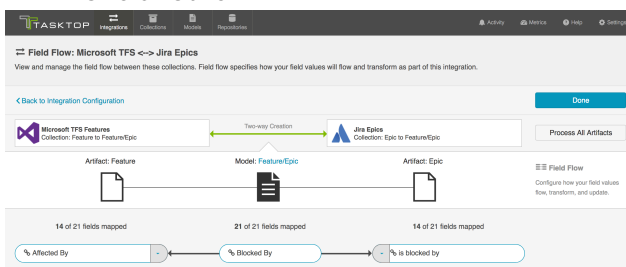 TASKTOP
Integrations
Collections
Models
Repositories
Activity
Metrics
Help
Settings
Field Flow: Microsoft TFS <--> Jira Epics
View and manage the field flow between these collections. Field flow specifies how your field values will flow and transform as part of this integration.
Back to Integration Configuration
Done
Microsoft TFS Features
Collection: Feature to Feature/Epic
Two-way Creation
Jira Epics
Collection: Epic to Feature/Epic
Process All Artifacts
Artifact: Feature
Model: Feature/Epic
Artifact: Epic
Field Flow
Configure how your field values
flow, transform, and update.
14 of 21 fields mapped
21 of 21 fields mapped
14 of 21 fields mapped
Affected By
-
Blocked By
-
is blocked by